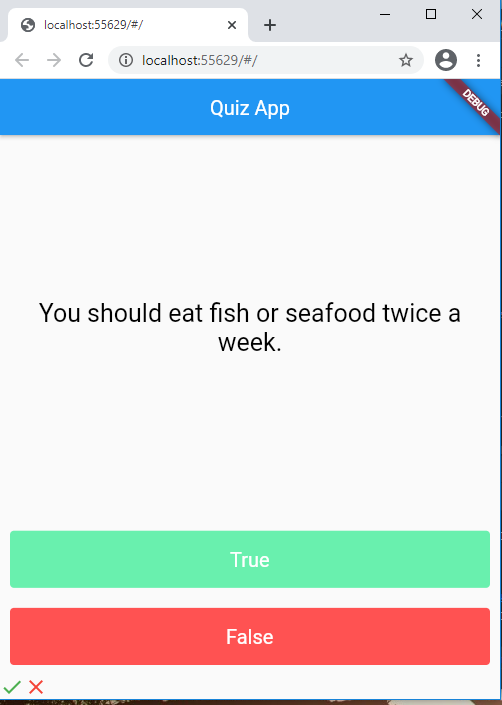 localhost:55629/#/
localhost:55629/#/
Quiz App
DEBUG
You should eat fish or seafood twice a
week.
True
False